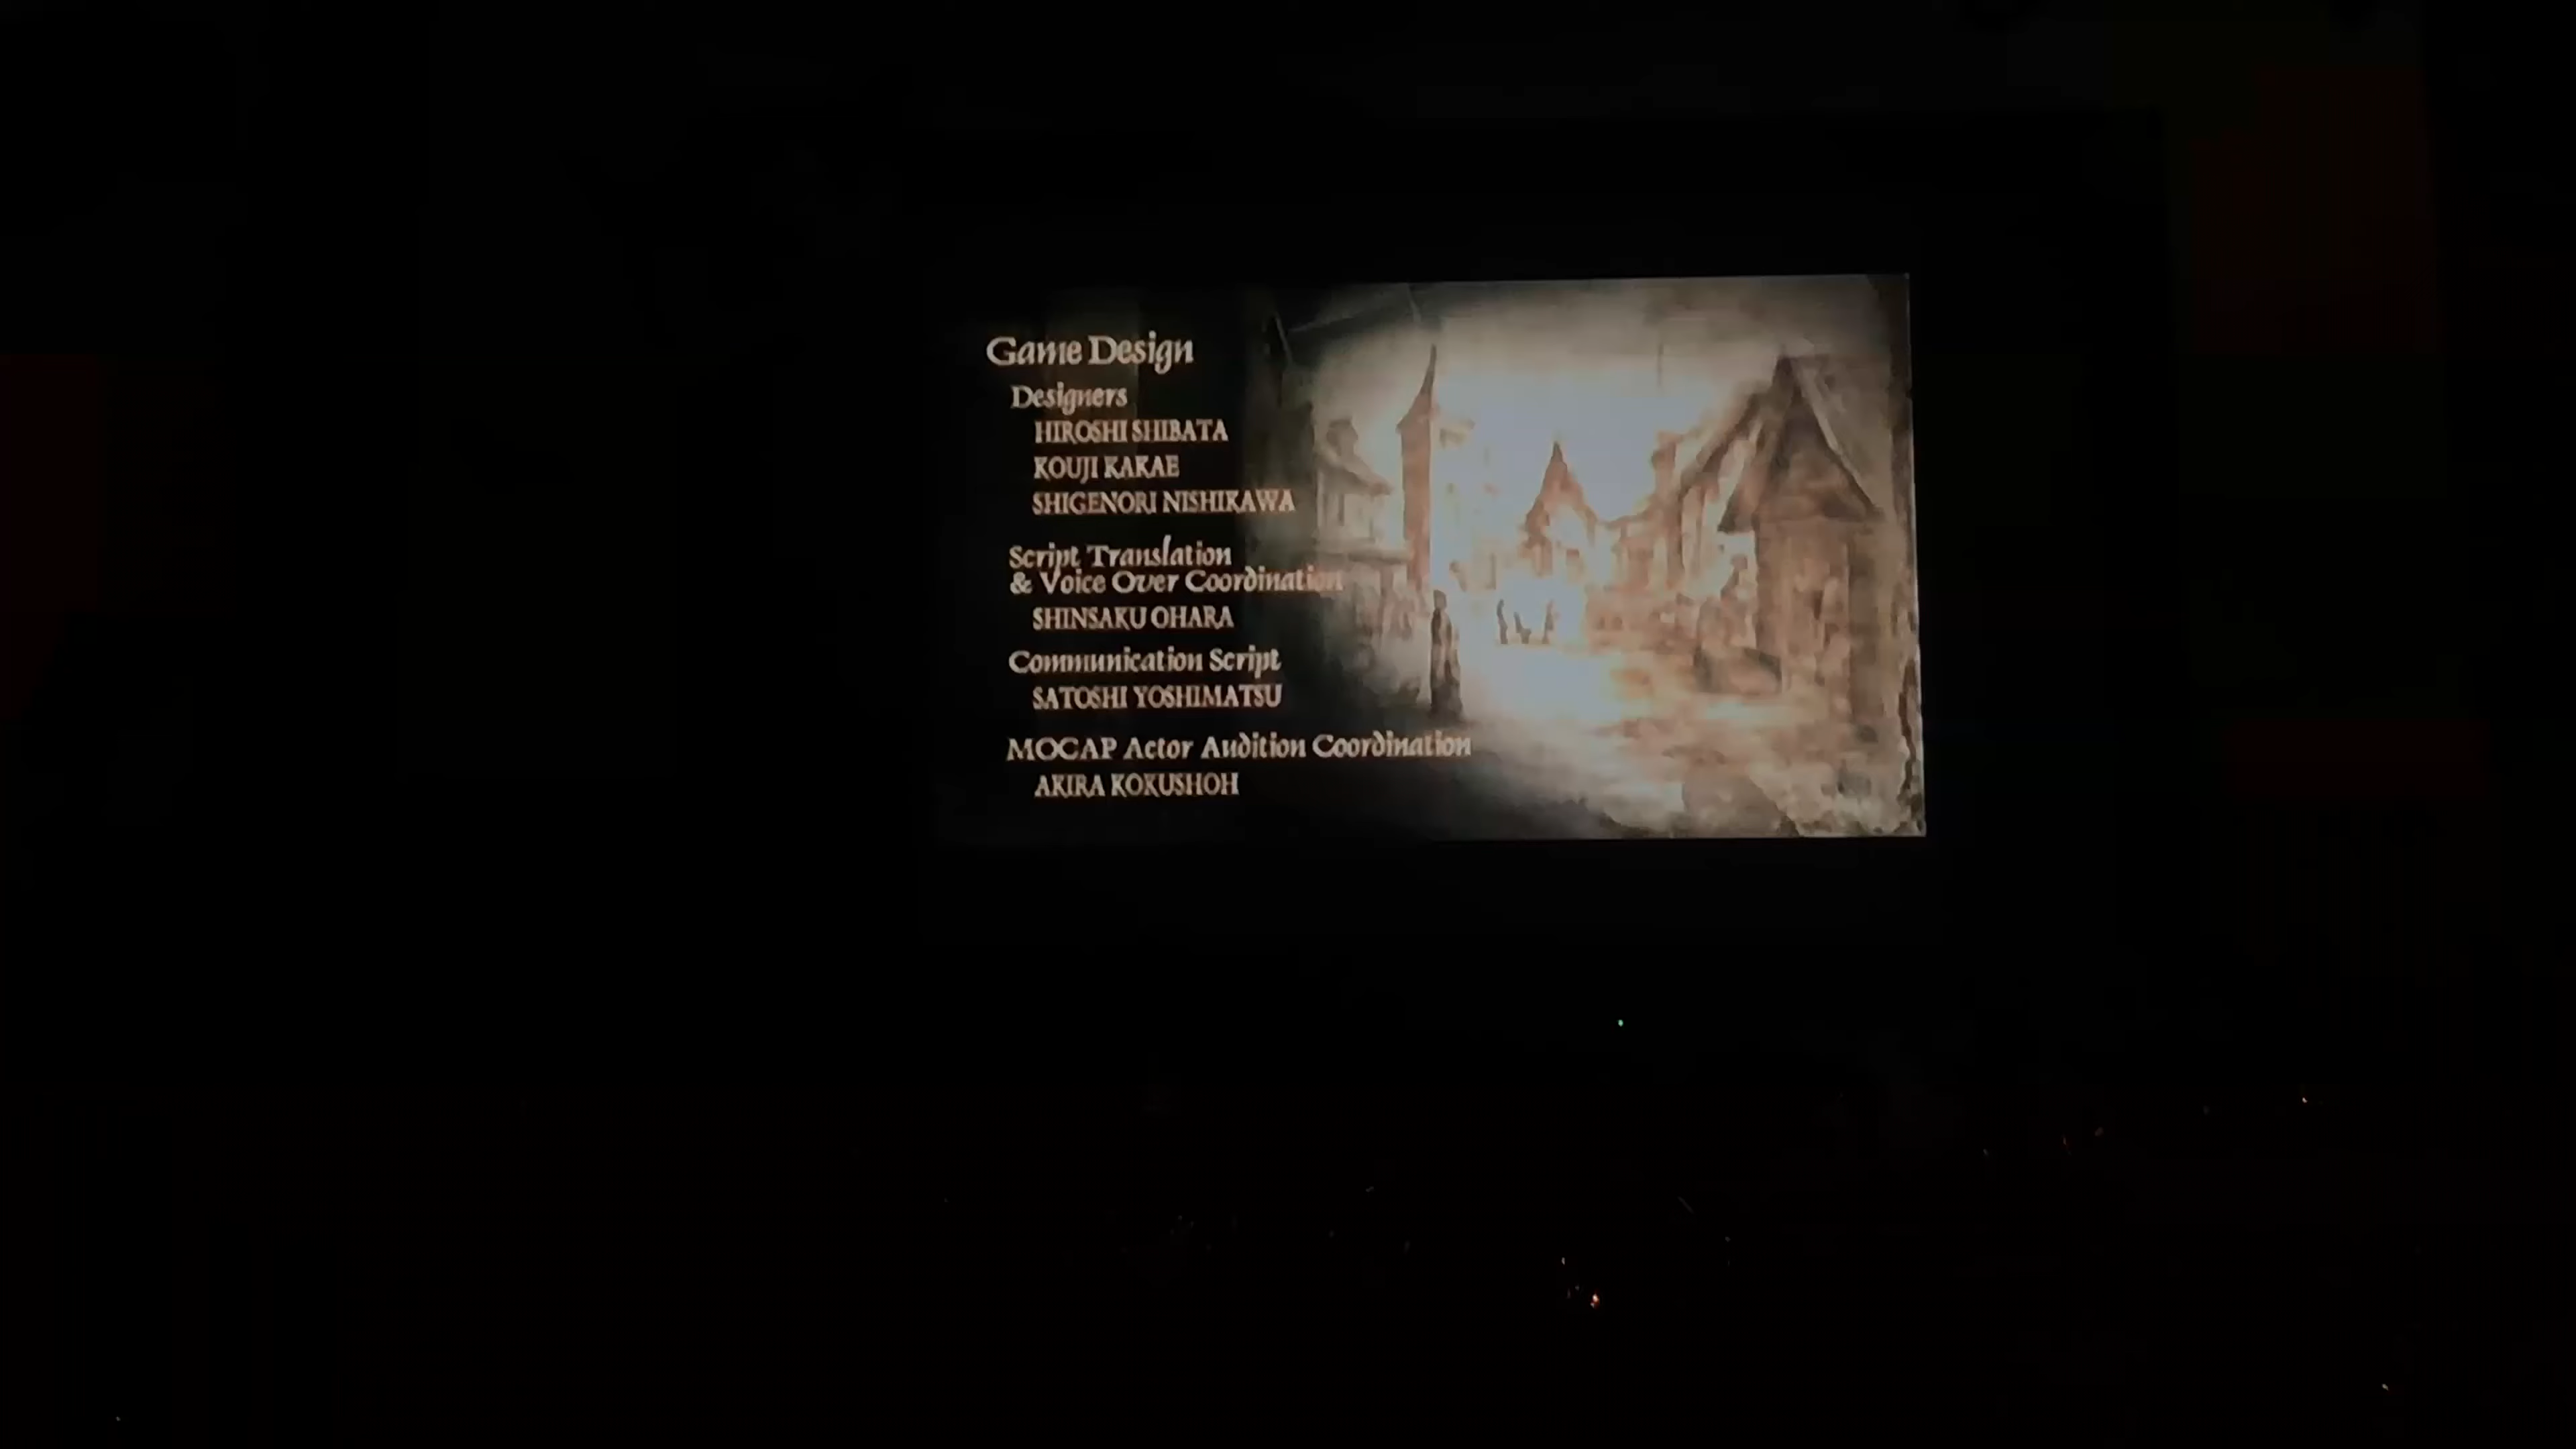 Game Design
Designers
HIROSHI SHIBATA
KOUJI KAKAE
SHIGENORI NISHIKAWA
Script Translation
& Voice Over Coordination
SHINSAKU OHARA
Communication Script
SATOSHI YOSHIMATSU
MOCAP Actor Audition Coordination
AKIRA KOKUSHOH